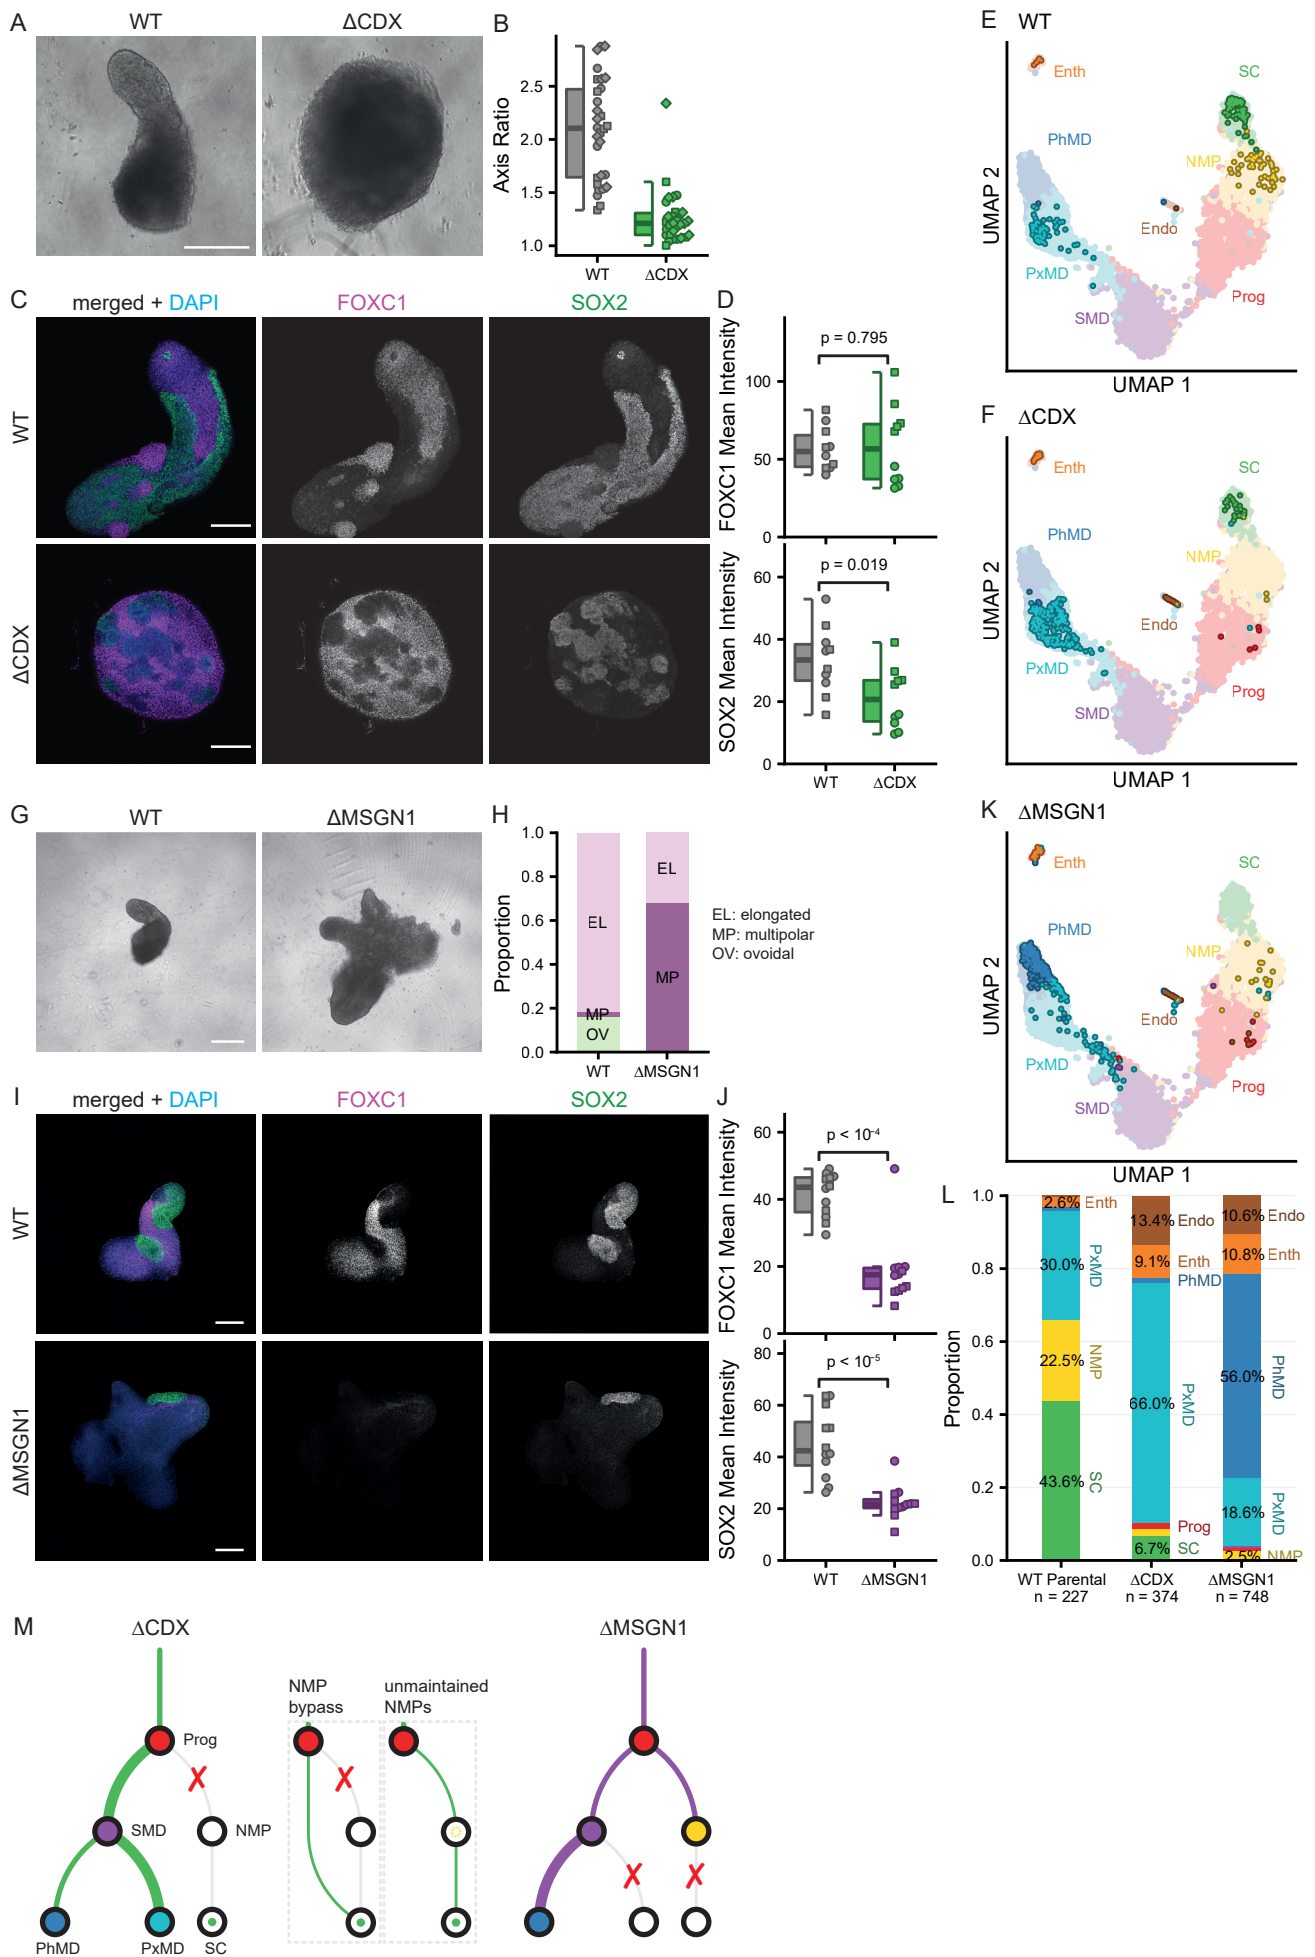 A
WT
ΔCDX
B
Axis Ratio
2.5
2.0
1.5
1.0
WT
ΔCDX
C
merged + DAPI
FOXC1
SOX2
WT
ΔCDX
D
FOXC1 Mean Intensity
100
50
0
p = 0.795
SOX2 Mean Intensity
60
40
20
0
p = 0.019
WT
ΔCDX
E
WT
Enth
SC
PhMD
NMP
Endo
PxMD
Prog
SMD
UMAP 2
UMAP 1
F
ΔCDX
Enth
SC
PhMD
NMP
Endo
PxMD
Prog
SMD
UMAP 2
UMAP 1
G
WT
ΔMSGN1
H
Proportion
1.0
0.8
0.6
0.4
0.2
0.0
EL
MP
OV
EL
MP
WT
ΔMSGN1
EL: elongated
MP: multipolar
OV: ovoidal
I
merged + DAPI
FOXC1
SOX2
WT
ΔMSGN1
J
FOXC1 Mean Intensity
60
40
20
0
p < 10⁻⁴
SOX2 Mean Intensity
80
60
40
20
0
p < 10⁻⁵
WT
ΔMSGN1
K
ΔMSGN1
Enth
SC
PhMD
NMP
Endo
PxMD
Prog
SMD
UMAP 2
UMAP 1
L
Proportion
1.0
0.8
0.6
0.4
0.2
0.0
2.6% Enth
30.0% PxMD
22.5% NMP
43.6% SC
13.4% Endo
9.1% Enth
PhMD
66.0% PxMD
Prog
6.7% SC
10.6% Endo
10.8% Enth
56.0% PhMD
18.6% PxMD
2.5% NMP
WT Parental
n = 227
ΔCDX
n = 374
ΔMSGN1
n = 748
M
ΔCDX
Prog
SMD
NMP
PhMD
PxMD
SC
NMP
bypass
unmaintained
NMPs
ΔMSGN1